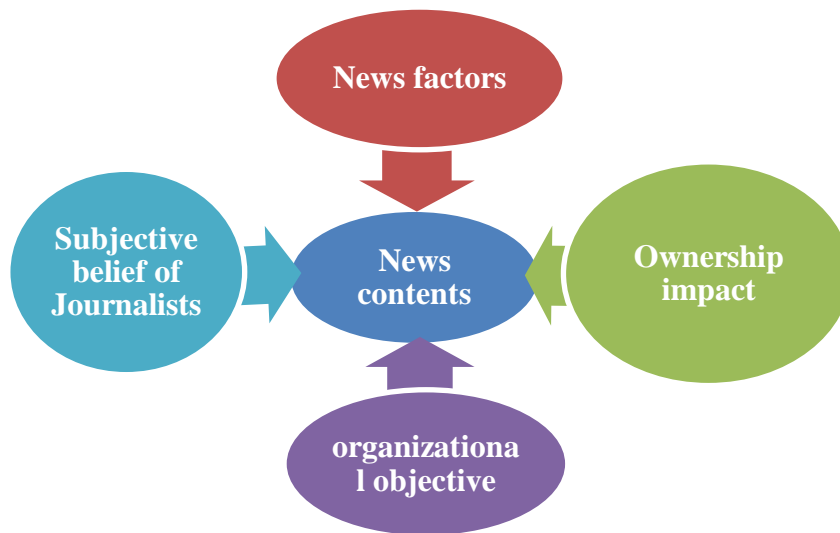 News factors
Subjective
belief of
Journalists
News
contents
Ownership
impact
organizationa
l objective